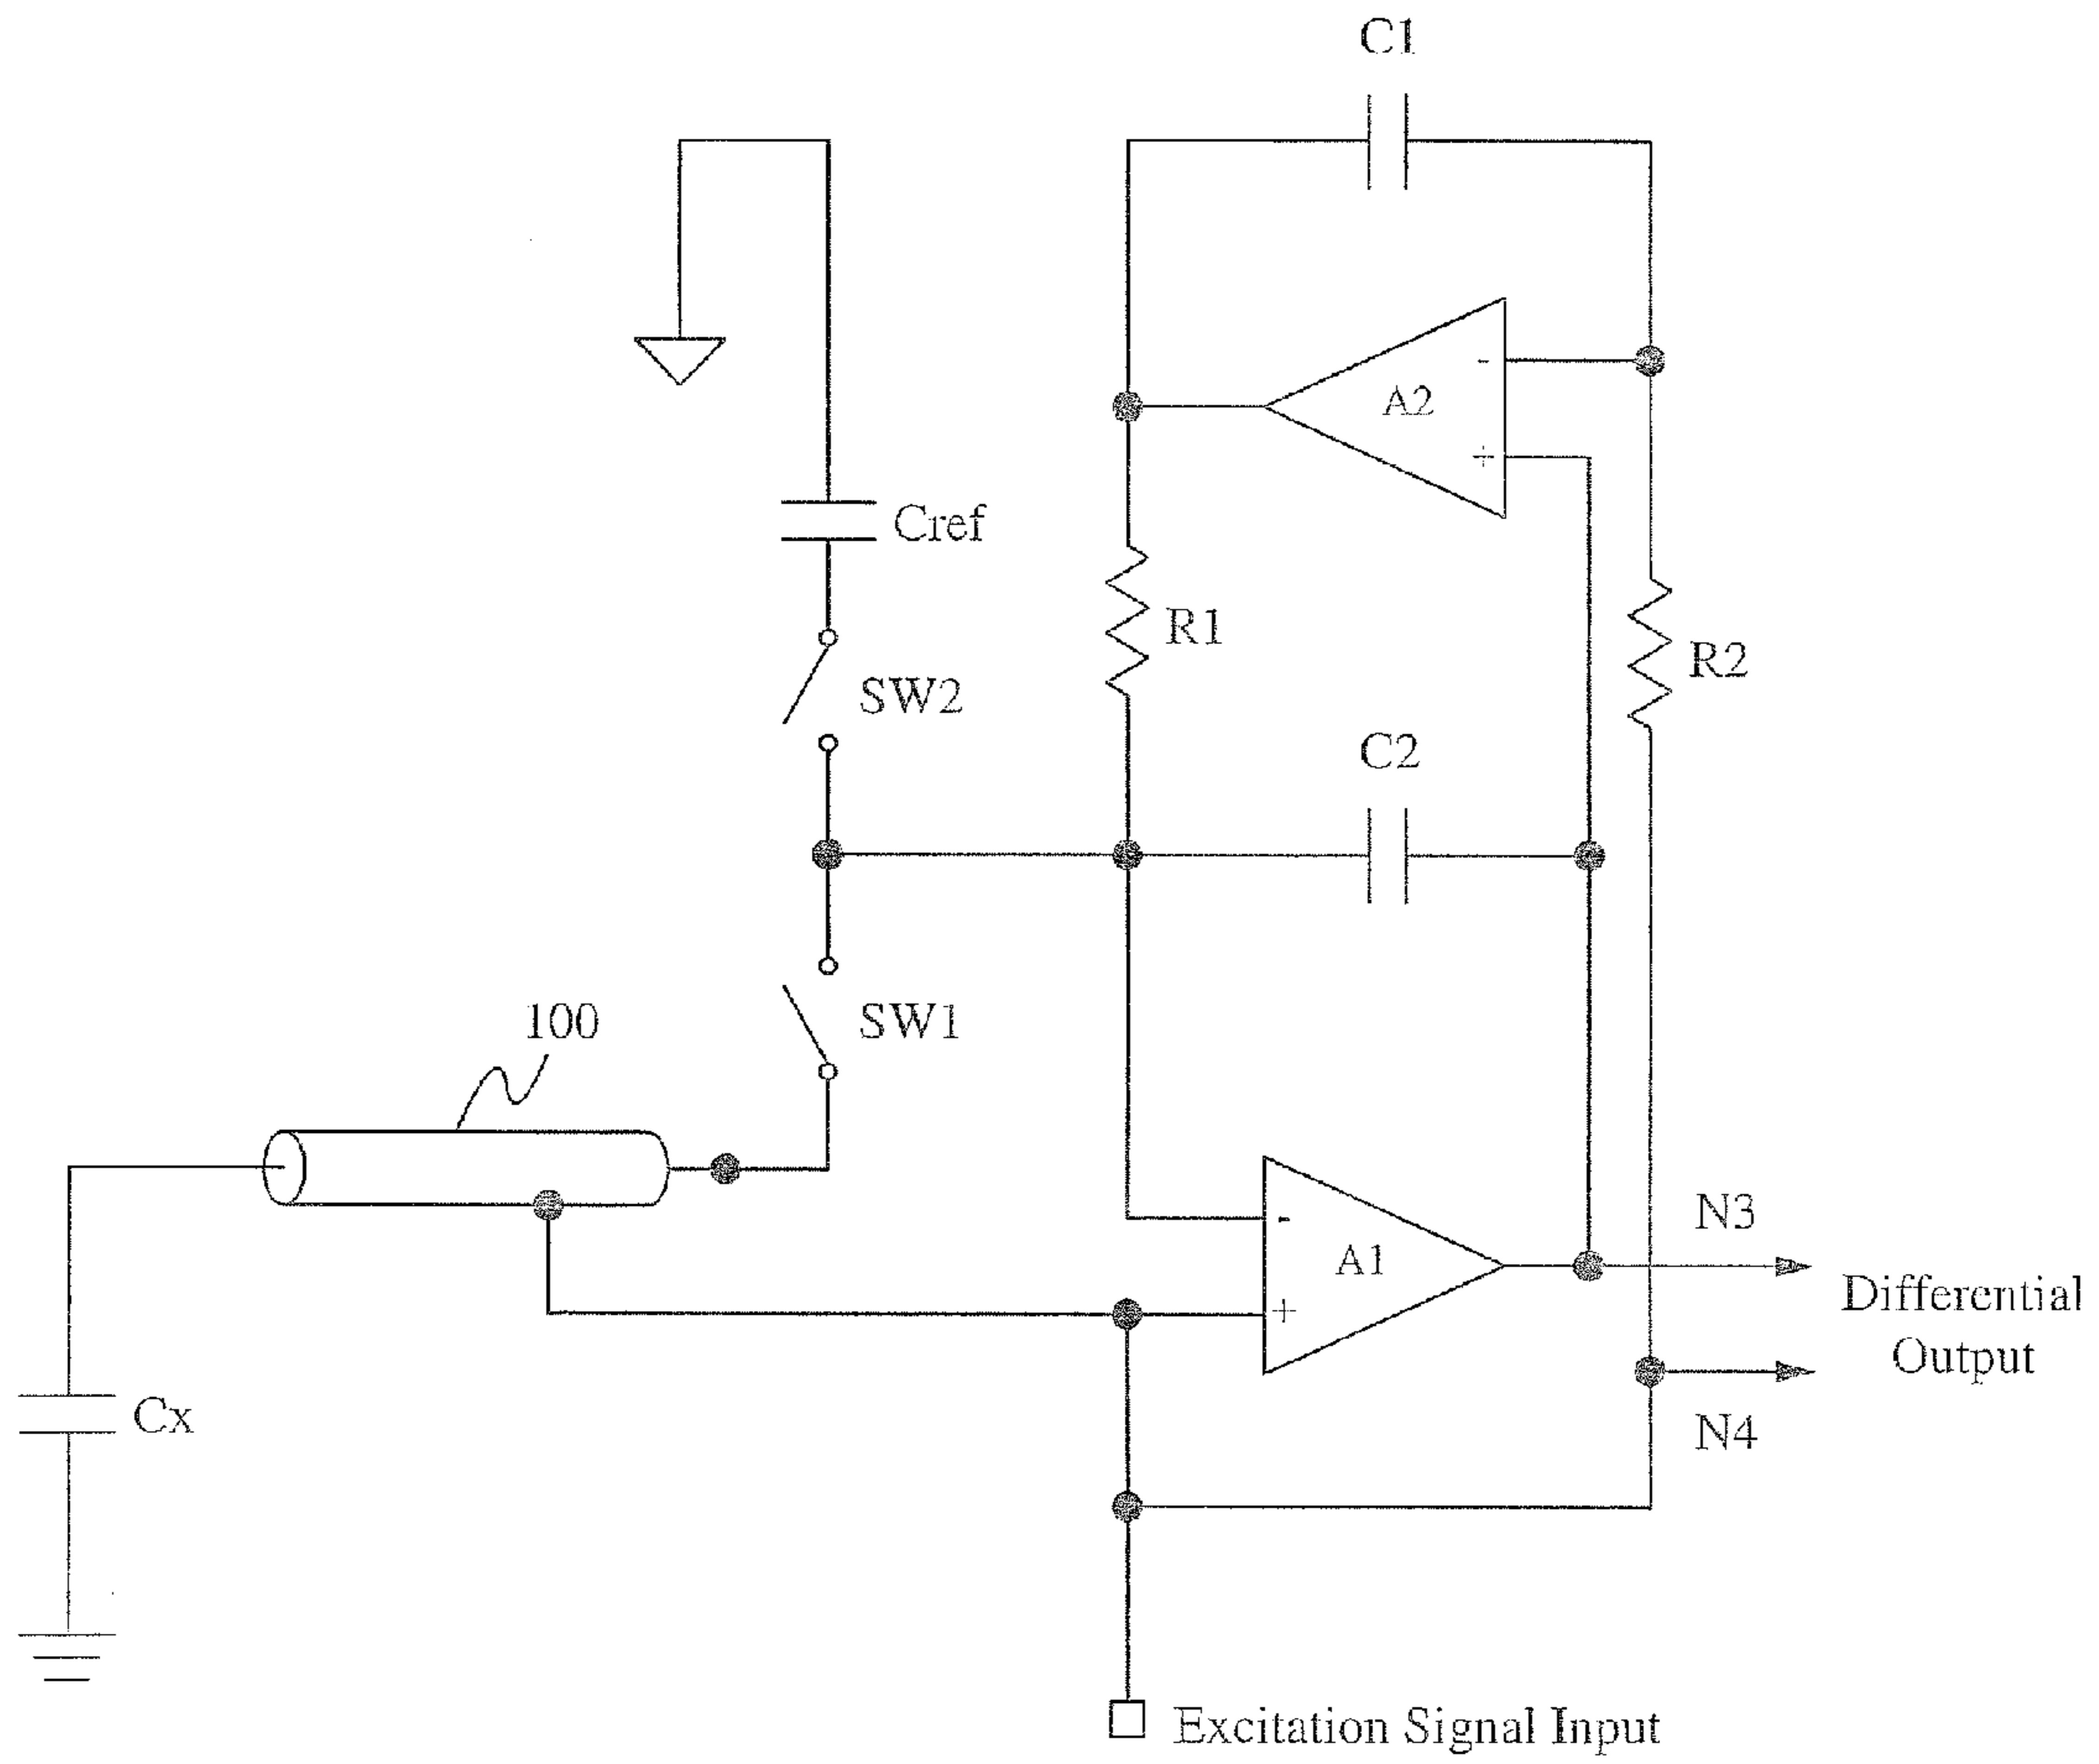 C1
-
A2
+
Cref
R1
R2
SW2
C2
100
SW1
N3
-
A1
+
Differential
Output
Cx
N4
Excitation Signal Input